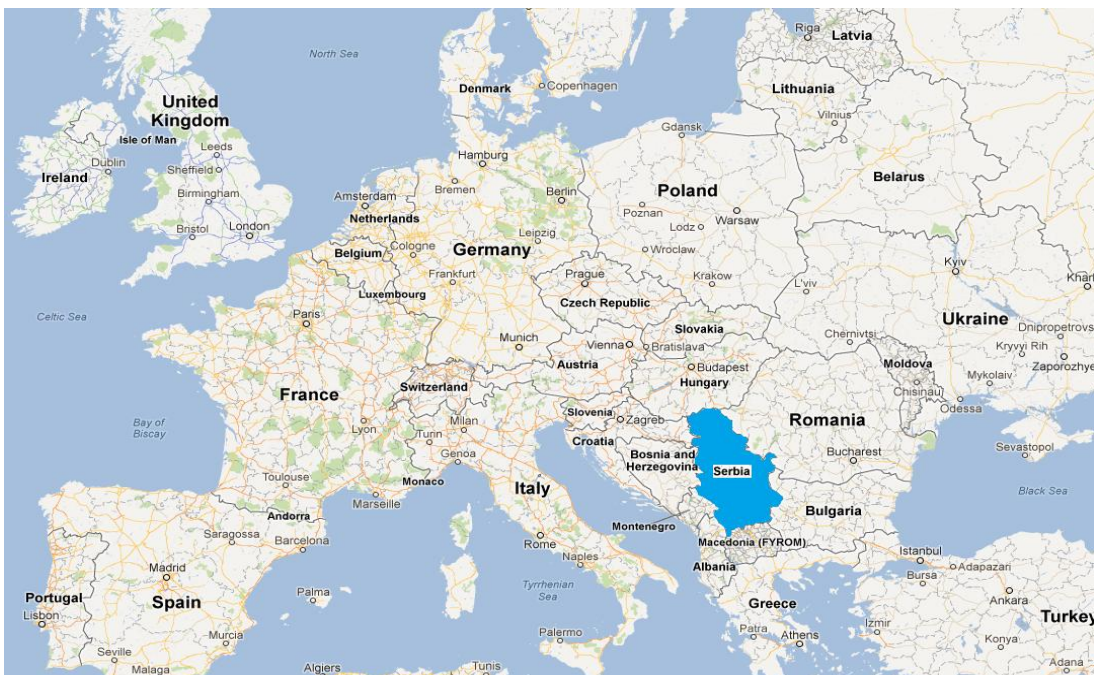 North Sea
Riga
Latvia
Denmark
Copenhagen
Lithuania
Vilnius
United
Kingdom
Isle of Man
Leeds
Gdansk
Dublin
Sheffield
Hamburg
Ireland
Birmingham
Bremen
Berlin
Belarus
Amsterdam
Poland
Poznan
Warsaw
Netherlands
Bristol
London
Leipzig
Lodz
Cologne
Germany
Wroclaw
Belgium
Kyiv
Frankfurt
Prague
Krakow
L'viv
Khar
Luxembourg
Czech Republic
Celtic Sea
Paris
Ukraine
Slovakia
Dnipropetrovs
Chernivtsi
Munich
Vienna
Bratislava
Kryvyi Rih
Zaporozhye
Austria
Moldova
Budapest
Switzerland
Hungary
Mykolaiv
Chisinau
France
Odessa
Slovenia
Zagreb
Romania
Bay of
Biscay
Lyon
Milan
Turin
Croatia
Sevastopol
Genoa
Bosnia and
Herzegovina
Bucharest
Serbia
Toulouse
Monaco
Italy
Marseille
Black Sea
Andorra
Bulgaria
Montenegro
Saragossa
Rome
Macedonia (FYROM)
Barcelona
Istanbul
Naples
Albania
Adapazari
Madrid
Bursa
Tyrrhenian
Sea
Palma
Ankara
Portugal
Spain
Greece
Lisbon
Turkey
Izmir
Murcia
Palermo
Patra
Athens
Konya
Seville
Malaga
Algiers
Tunis
Adana